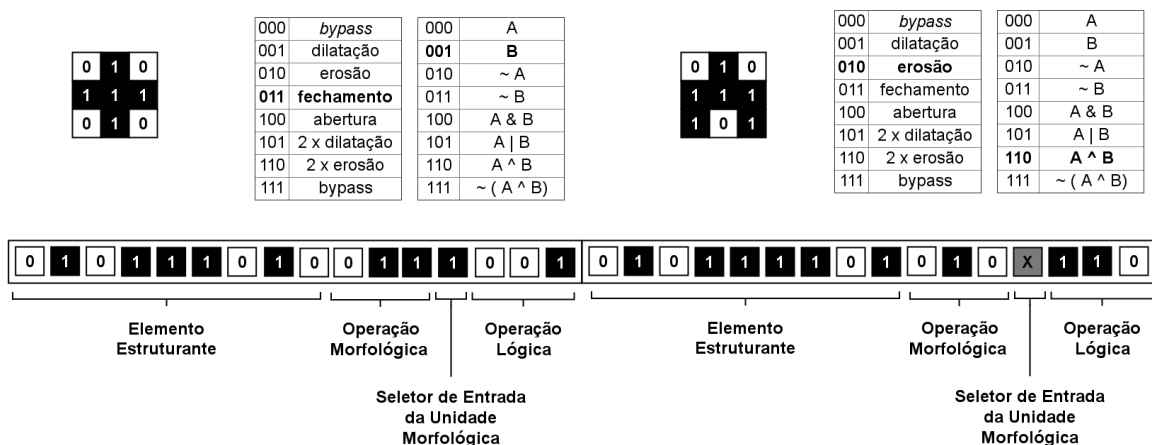 000 bypass 000 A
001 dilatação 001 B
010 erosão 010 ~ A
011 fechamento 011 ~ B
100 abertura 100 A & B
101 2 x dilatação 101 A | B
110 2 x erosão 110 A ^ B
111 bypass 111 ~ ( A ^ B)
0 1 0
1 1 1
0 1 0
000 bypass 000 A
001 dilatação 001 B
010 erosão 010 ~ A
011 fechamento 011 ~ B
100 abertura 100 A & B
101 2 x dilatação 101 A | B
110 2 x erosão 110 A ^ B
111 bypass 111 ~ ( A ^ B)
0 1 0
1 1 1
1 0 1
0 1 0 1 1 1 0 1 0 0 1 1 1 0 0 1 0 1 0 1 1 1 1 0 1 0 1 0 X 1 1 0
Elemento
Estruturante
Operação
Morfológica
Operação
Lógica
Seletor de Entrada
da Unidade
Morfológica
Elemento
Estruturante
Operação
Morfológica
Operação
Lógica
Seletor de Entrada
da Unidade
Morfológica